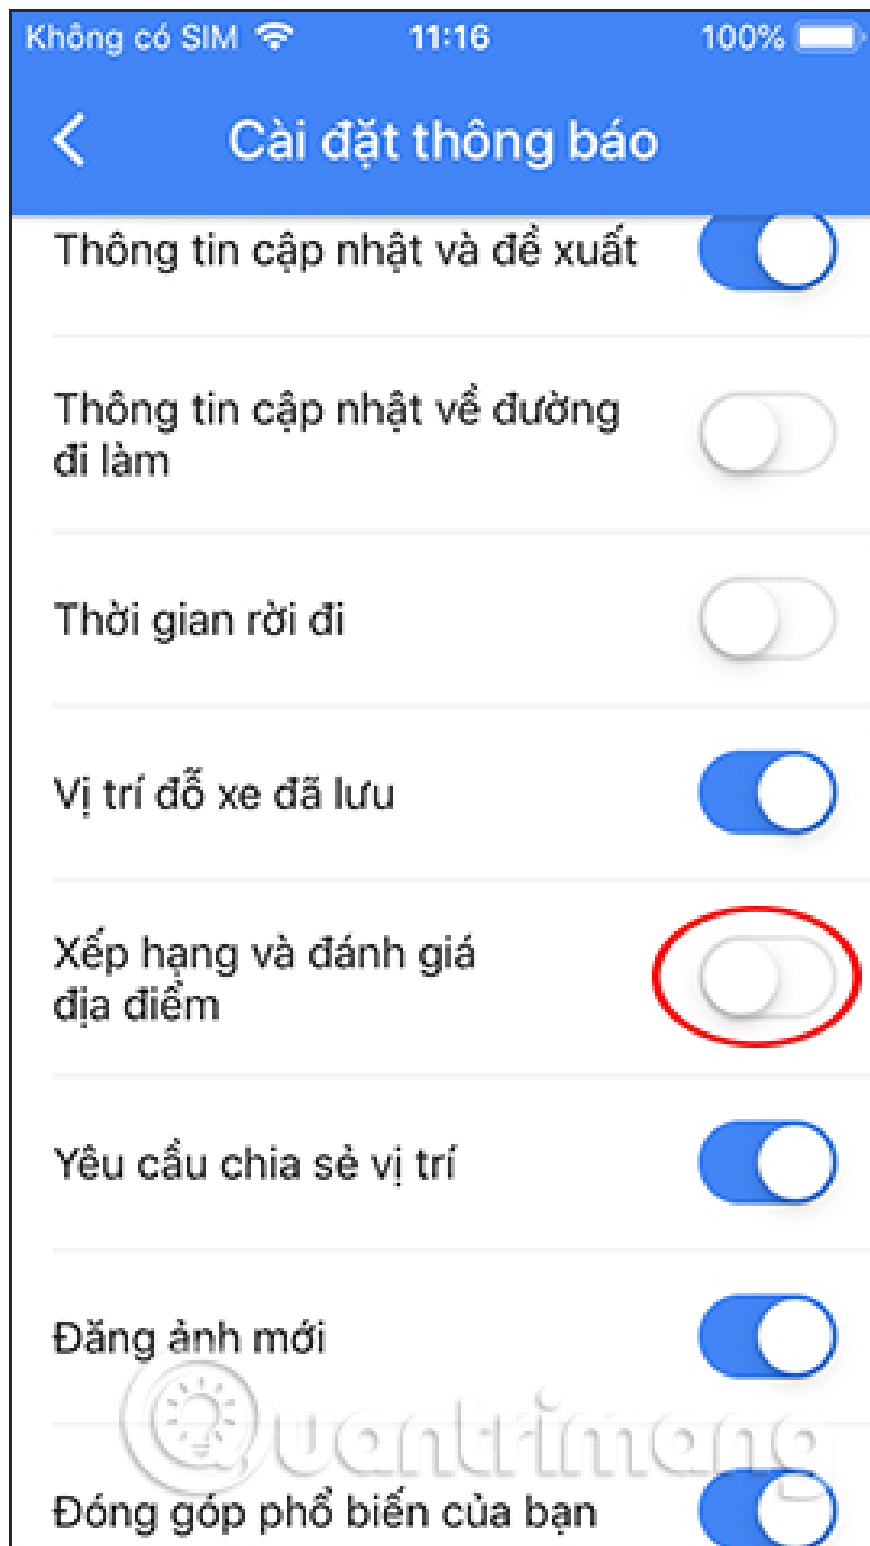 Không có SIM 11:16 100%
Cài đặt thông báo
Thông tin cập nhật và đề xuất
Thông tin cập nhật về đường
đi làm
Thời gian rời đi
Vị trí đỗ xe đã lưu
Xếp hạng và đánh giá
địa điểm
Yêu cầu chia sẻ vị trí
Đăng ảnh mới
Quantrimang
Đóng góp phổ biến của bạn